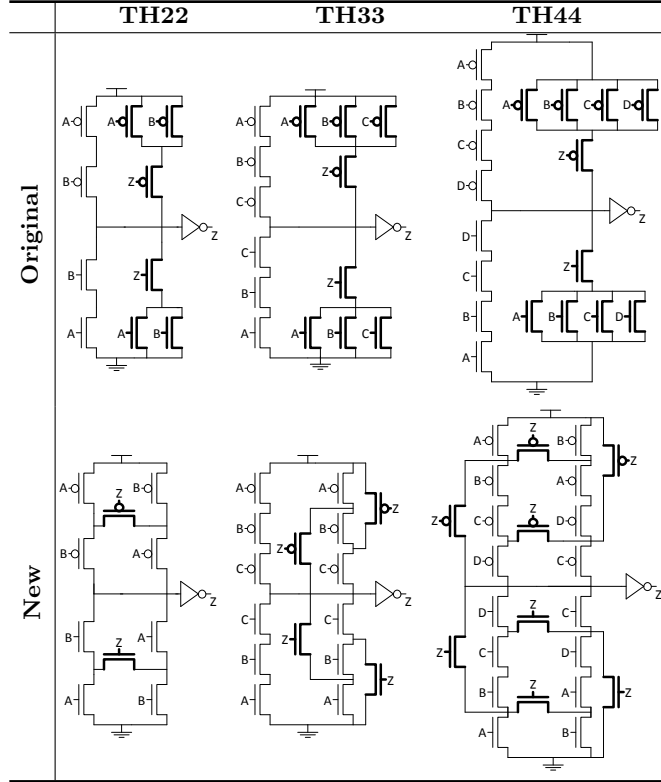 TH22 TH33 TH44
Original
A A B
B Z
Z
B Z
A A B
A A B C
B Z
C
Z
C Z
B
A A B C
A
B A B C D
C Z
D
Z
D
C Z
B A B C D
A
New
A Z B
B A
Z
B Z A
A B
A A Z
B Z B
C C
Z
C Z C
B B
A A Z
A Z B
B A Z
Z C Z D
D C
Z
D Z C
Z C D
B Z A Z
A B